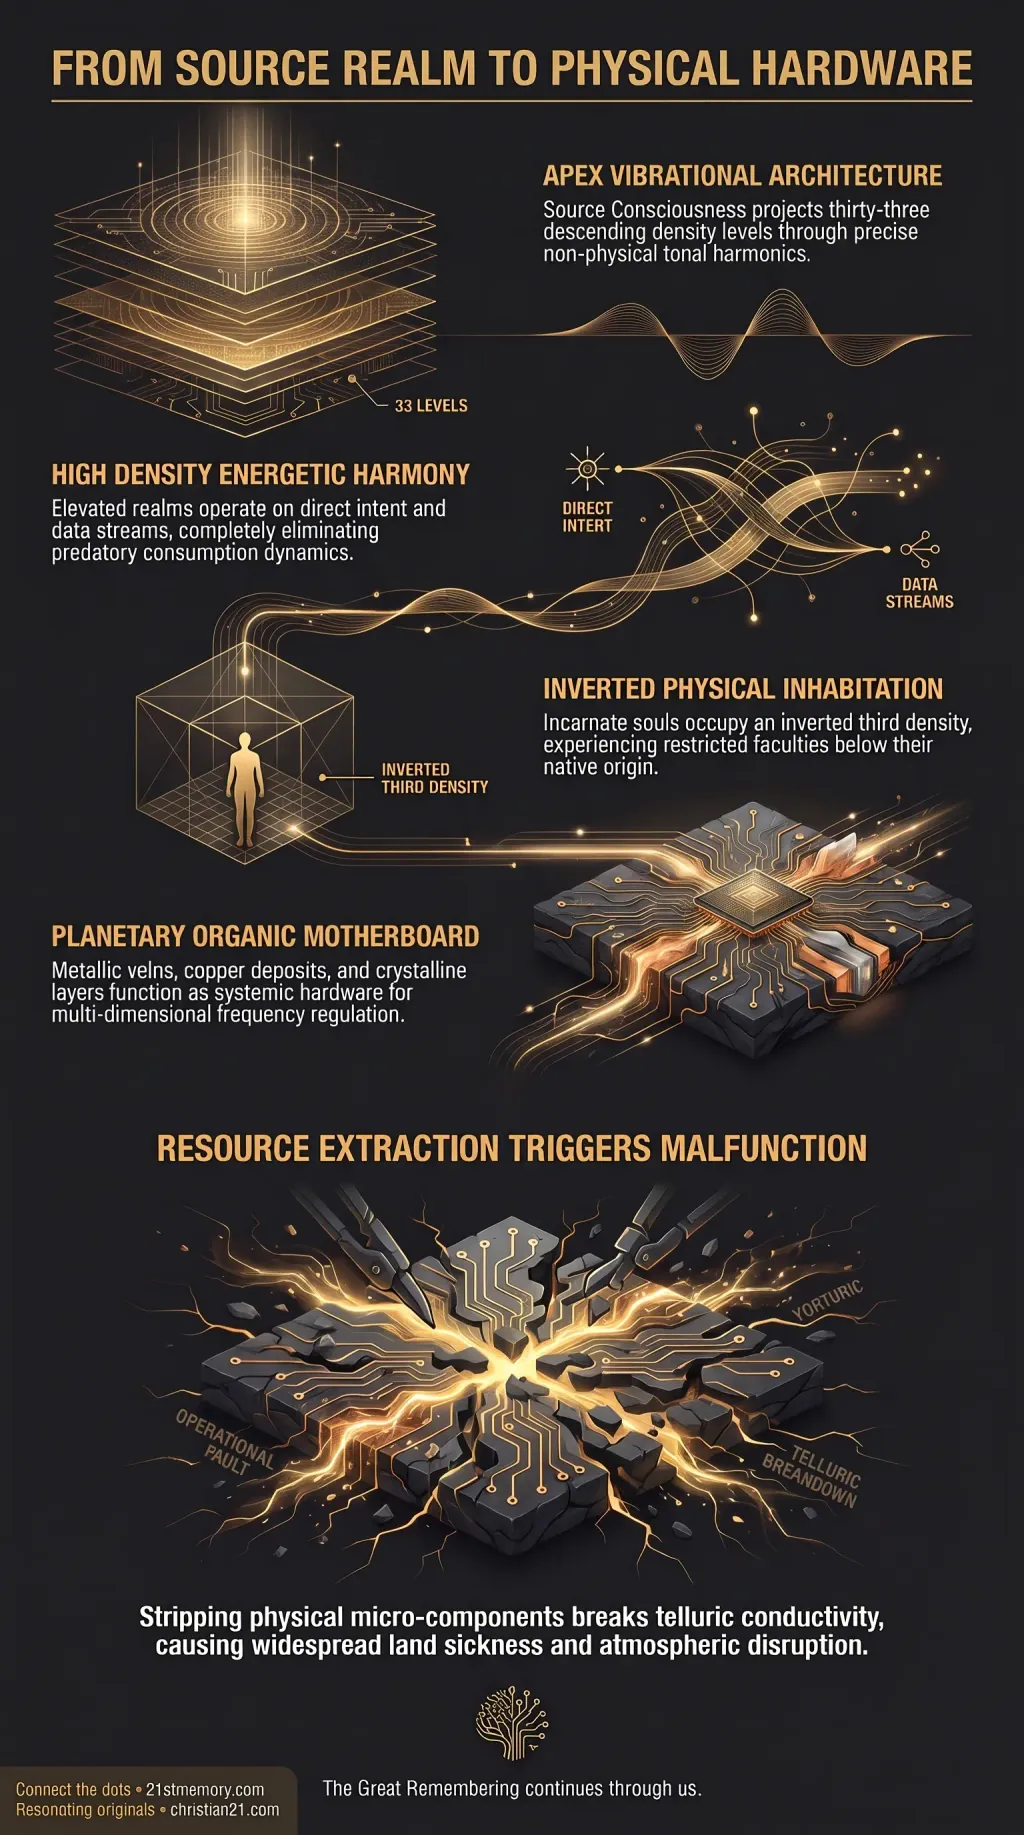 FROM SOURCE REALM TO PHYSICAL HARDWARE
APEX VIBRATIONAL ARCHITECTURE
Source Consciousness projects thirty-three
descending density levels through precise
non-physical tonal harmonics.
33 LEVELS
HIGH DENSITY ENERGETIC HARMONY
Elevated realms operate on direct intent and
data streams, completely eliminating
predatory consumption dynamics.
DIRECT
INTERT
DATA
STREAMS
INVERTED PHYSICAL INHABITATION
Incarnate souls occupy an inverted third density,
experiencing restricted faculties below their
native origin.
INVERTED
THIRD DENSITY
PLANETARY ORGANIC MOTHERBOARD
Metallic velns, copper deposits, and crystalline
layers function as systemic hardware for
multi-dimensional frequency regulation.
RESOURCE EXTRACTION TRIGGERS MALFUNCTION
YORTURIC
OPERATIONAL
FAULT
TELLURIC
BREANDOWN
Stripping physical micro-components breaks telluric conductivity,
causing widespread land sickness and atmospheric disruption.
Connect the dots • 21stmemory.com
Resonating originals • christian21.com
The Great Remembering continues through us.